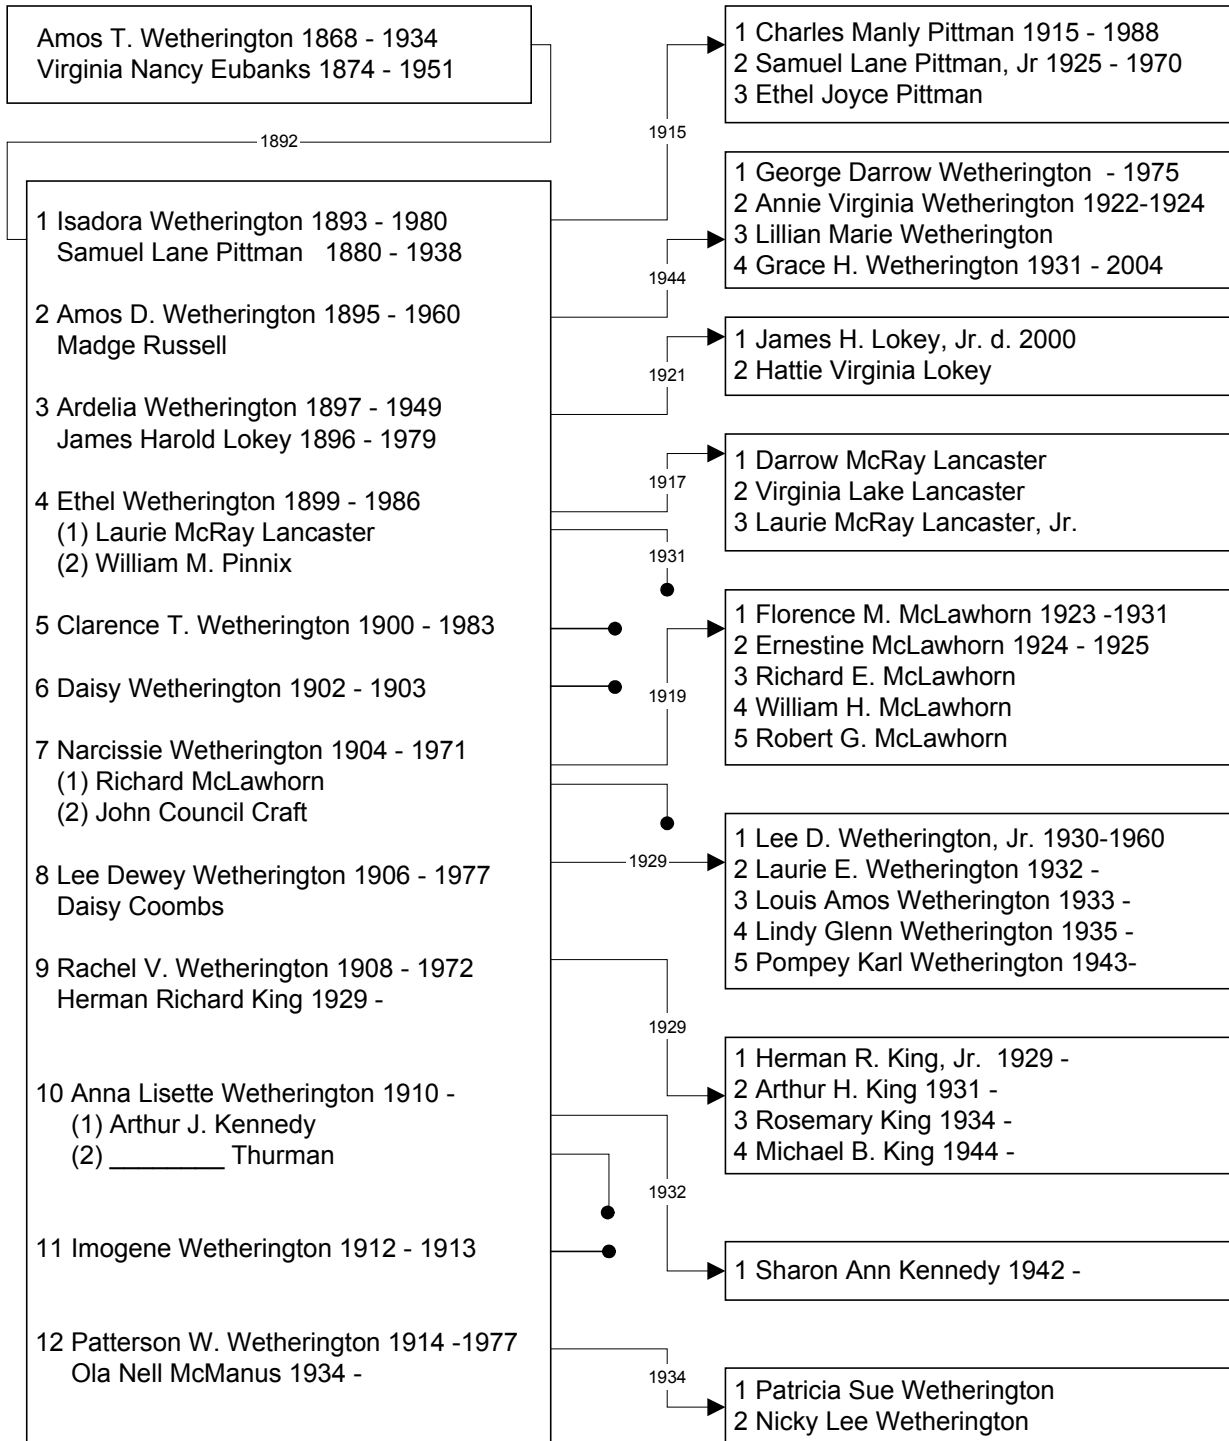 Amos T. Wetherington 1868 - 1934
Virginia Nancy Eubanks 1874 - 1951
1892
1 Isadora Wetherington 1893 - 1980
Samuel Lane Pittman 1880 - 1938
2 Amos D. Wetherington 1895 - 1960
Madge Russell
3 Ardelia Wetherington 1897 - 1949
James Harold Lokey 1896 - 1979
4 Ethel Wetherington 1899 - 1986
(1) Laurie McRay Lancaster
(2) William M. Pinnix
5 Clarence T. Wetherington 1900 - 1983
6 Daisy Wetherington 1902 - 1903
7 Narcissie Wetherington 1904 - 1971
(1) Richard McLawhorn
(2) John Council Craft
8 Lee Dewey Wetherington 1906 - 1977
Daisy Coombs
9 Rachel V. Wetherington 1908 - 1972
Herman Richard King 1929 -
10 Anna Lisette Wetherington 1910 -
(1) Arthur J. Kennedy
(2) ________ Thurman
11 Imogene Wetherington 1912 - 1913
12 Patterson W. Wetherington 1914 -1977
Ola Nell McManus 1934 -
1915
1944
1921
1917
1931
1919
1929
1929
1932
1934
1 Charles Manly Pittman 1915 - 1988
2 Samuel Lane Pittman, Jr 1925 - 1970
3 Ethel Joyce Pittman
1 George Darrow Wetherington - 1975
2 Annie Virginia Wetherington 1922-1924
3 Lillian Marie Wetherington
4 Grace H. Wetherington 1931 - 2004
1 James H. Lokey, Jr. d. 2000
2 Hattie Virginia Lokey
1 Darrow McRay Lancaster
2 Virginia Lake Lancaster
3 Laurie McRay Lancaster, Jr.
1 Florence M. McLawhorn 1923 -1931
2 Ernestine McLawhorn 1924 - 1925
3 Richard E. McLawhorn
4 William H. McLawhorn
5 Robert G. McLawhorn
1 Lee D. Wetherington, Jr. 1930-1960
2 Laurie E. Wetherington 1932 -
3 Louis Amos Wetherington 1933 -
4 Lindy Glenn Wetherington 1935 -
5 Pompey Karl Wetherington 1943-
1 Herman R. King, Jr. 1929 -
2 Arthur H. King 1931 -
3 Rosemary King 1934 -
4 Michael B. King 1944 -
1 Sharon Ann Kennedy 1942 -
1 Patricia Sue Wetherington
2 Nicky Lee Wetherington